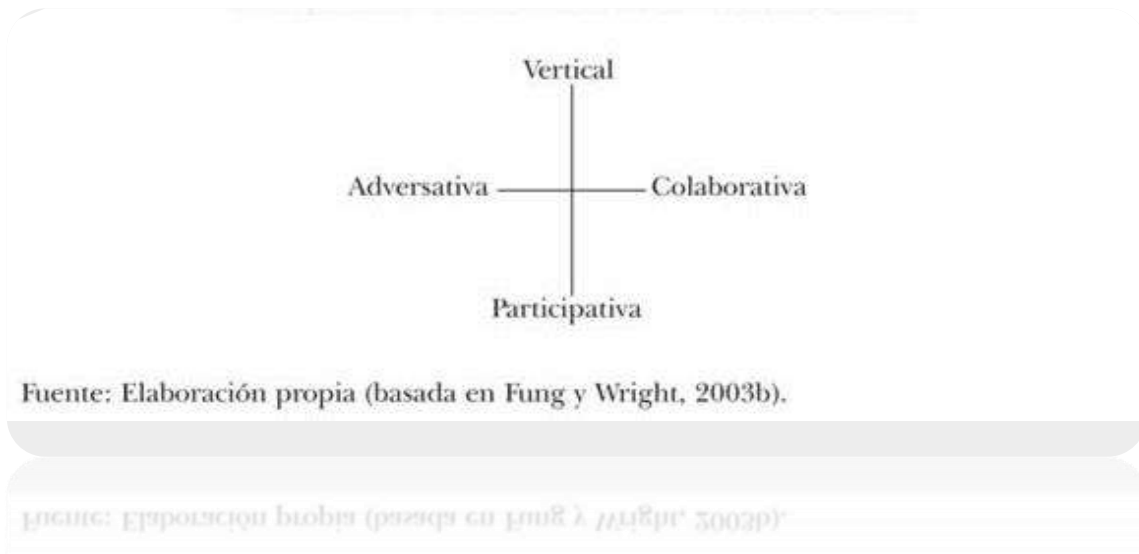 Vertical
Adversativa
Colaborativa
Participativa
Fuente: Elaboración propia (basada en Fung y Wright, 2003b).